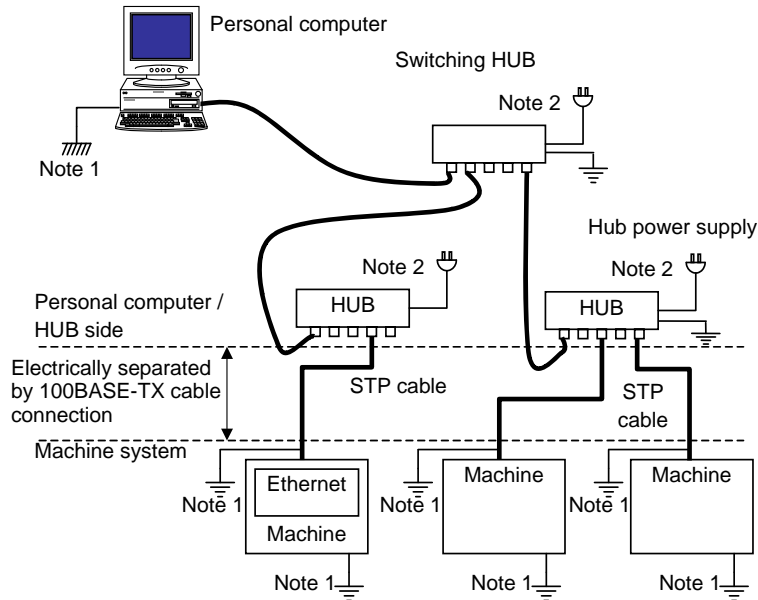 Personal computer
Switching HUB
Note 2
Note 1
Hub power supply
Note 2
Note 2
HUB
HUB
Personal computer /
HUB side
Electrically separated
by 100BASE-TX cable
connection
STP cable
STP
cable
Machine system
Ethernet
Machine
Machine
Machine
Note 1
Note 1
Note 1
Note 1
Note 1
Note 1